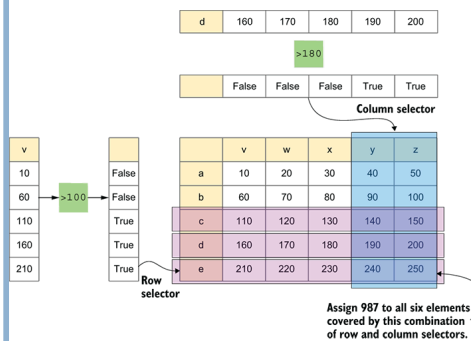 d 160 170 180 190 200
>180
False False False True True
Column selector
v
10
60
110
160
210
>100
False
False
True
True
True
Row
selector
v w x y z
a 10 20 30 40 50
b 60 70 80 90 100
c 110 120 130 140 150
d 160 170 180 190 200
e 210 220 230 240 250
Assign 987 to all six elements
covered by this combination
of row and column selectors.